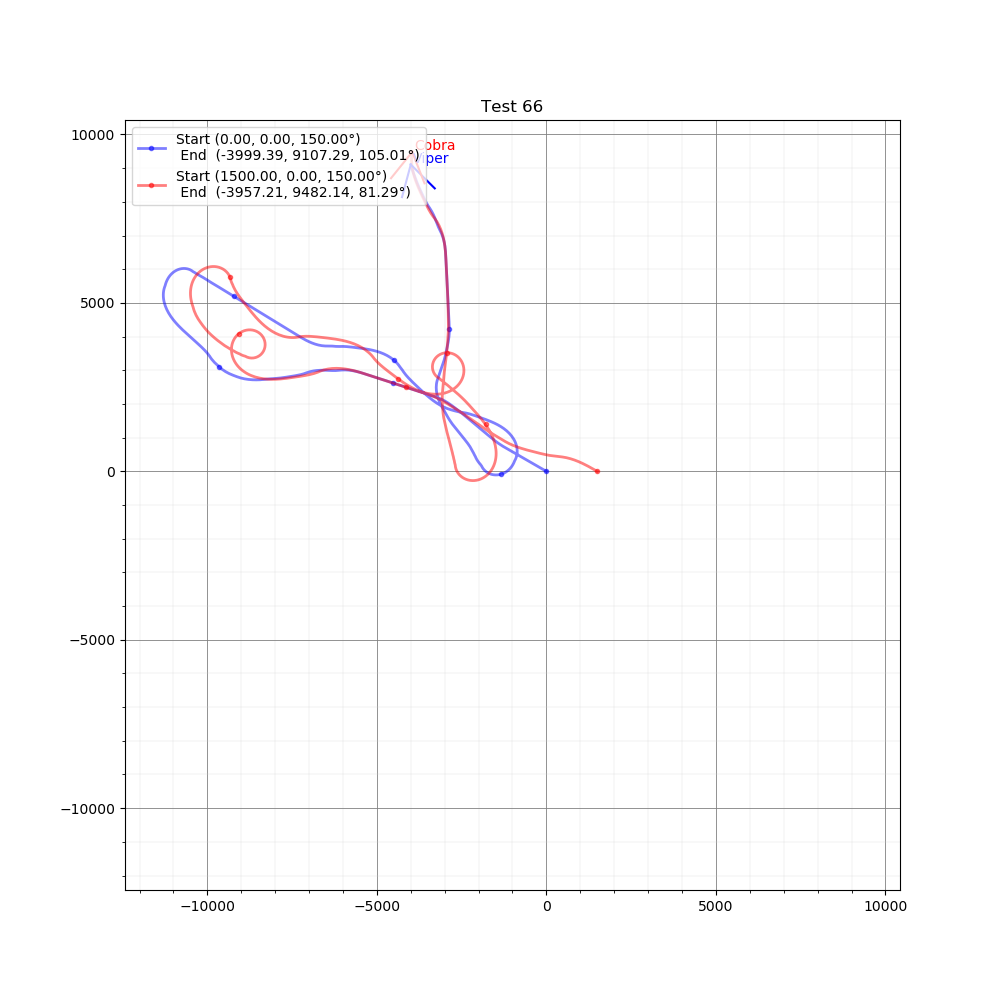 Test 66
Start (0.00, 0.00, 150.00°)
End (-3999.39, 9107.29, 105.01°)
Start (1500.00, 0.00, 150.00°)
End (-3957.21, 9482.14, 81.29°)
Cobra
10000
5000
0
−5000
−10000
−10000
−5000
0
5000
10000